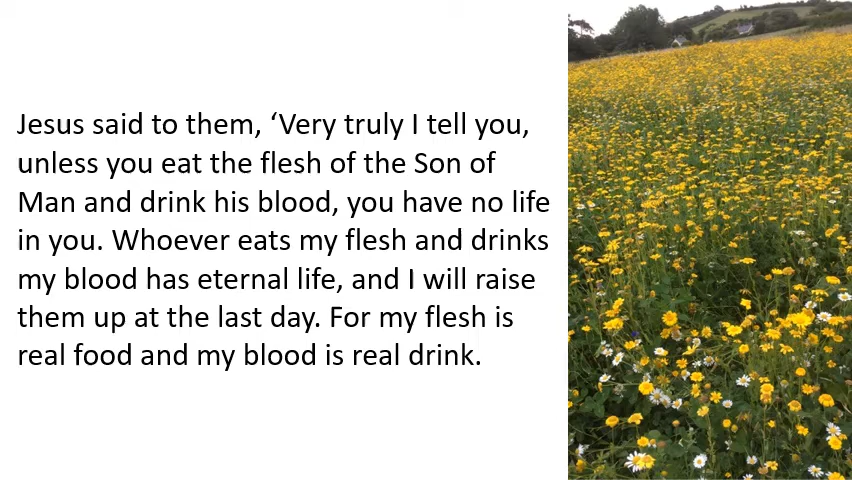 Jesus said to them, ‘Very truly I tell you,
unless you eat the flesh of the Son of
Man and drink his blood, you have no life
in you. Whoever eats my flesh and drinks
my blood has eternal life, and I will raise
them up at the last day. For my flesh is
real food and my blood is real drink.